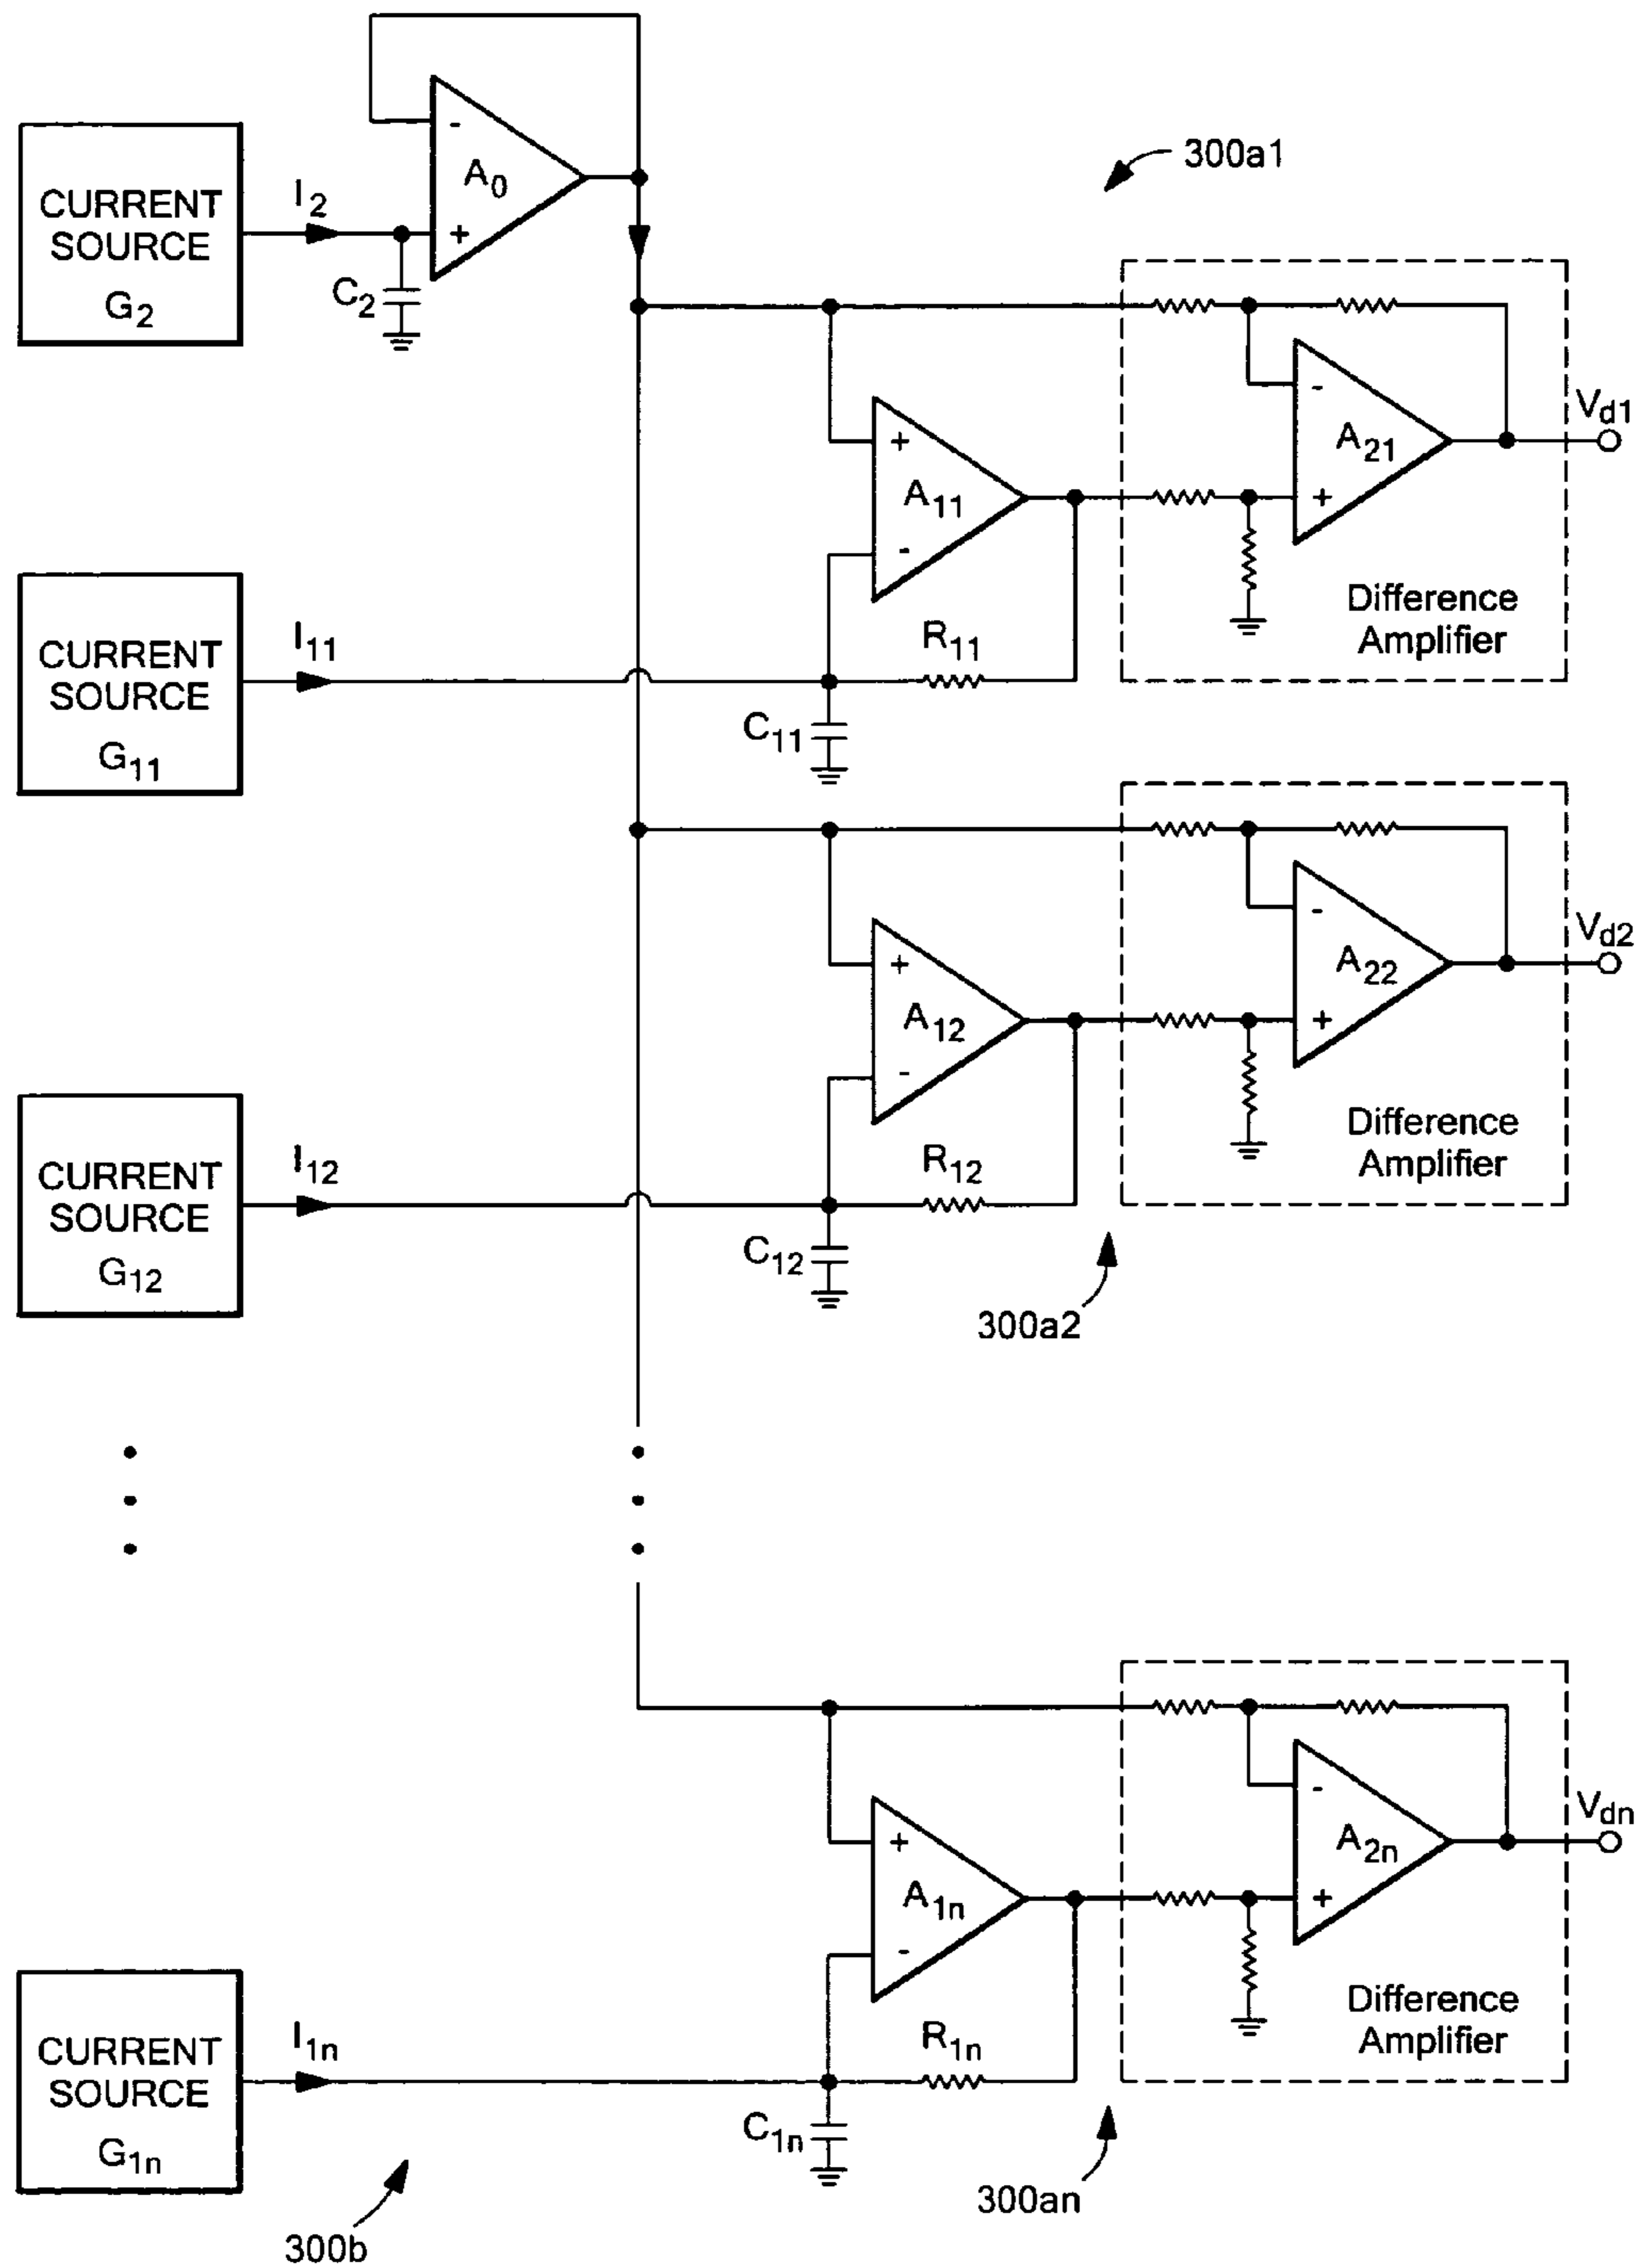 CURRENT
SOURCE
G2
I2
C2
-
A0
+
300a1
-
A21
+
Vd1
Difference
Amplifier
+
A11
-
R11
C11
CURRENT
SOURCE
G11
I11
-
A22
+
Vd2
Difference
Amplifier
+
A12
-
R12
C12
CURRENT
SOURCE
G12
I12
300a2
-
A2n
+
Vdn
Difference
Amplifier
+
A1n
-
R1n
C1n
CURRENT
SOURCE
G1n
I1n
300an
300b